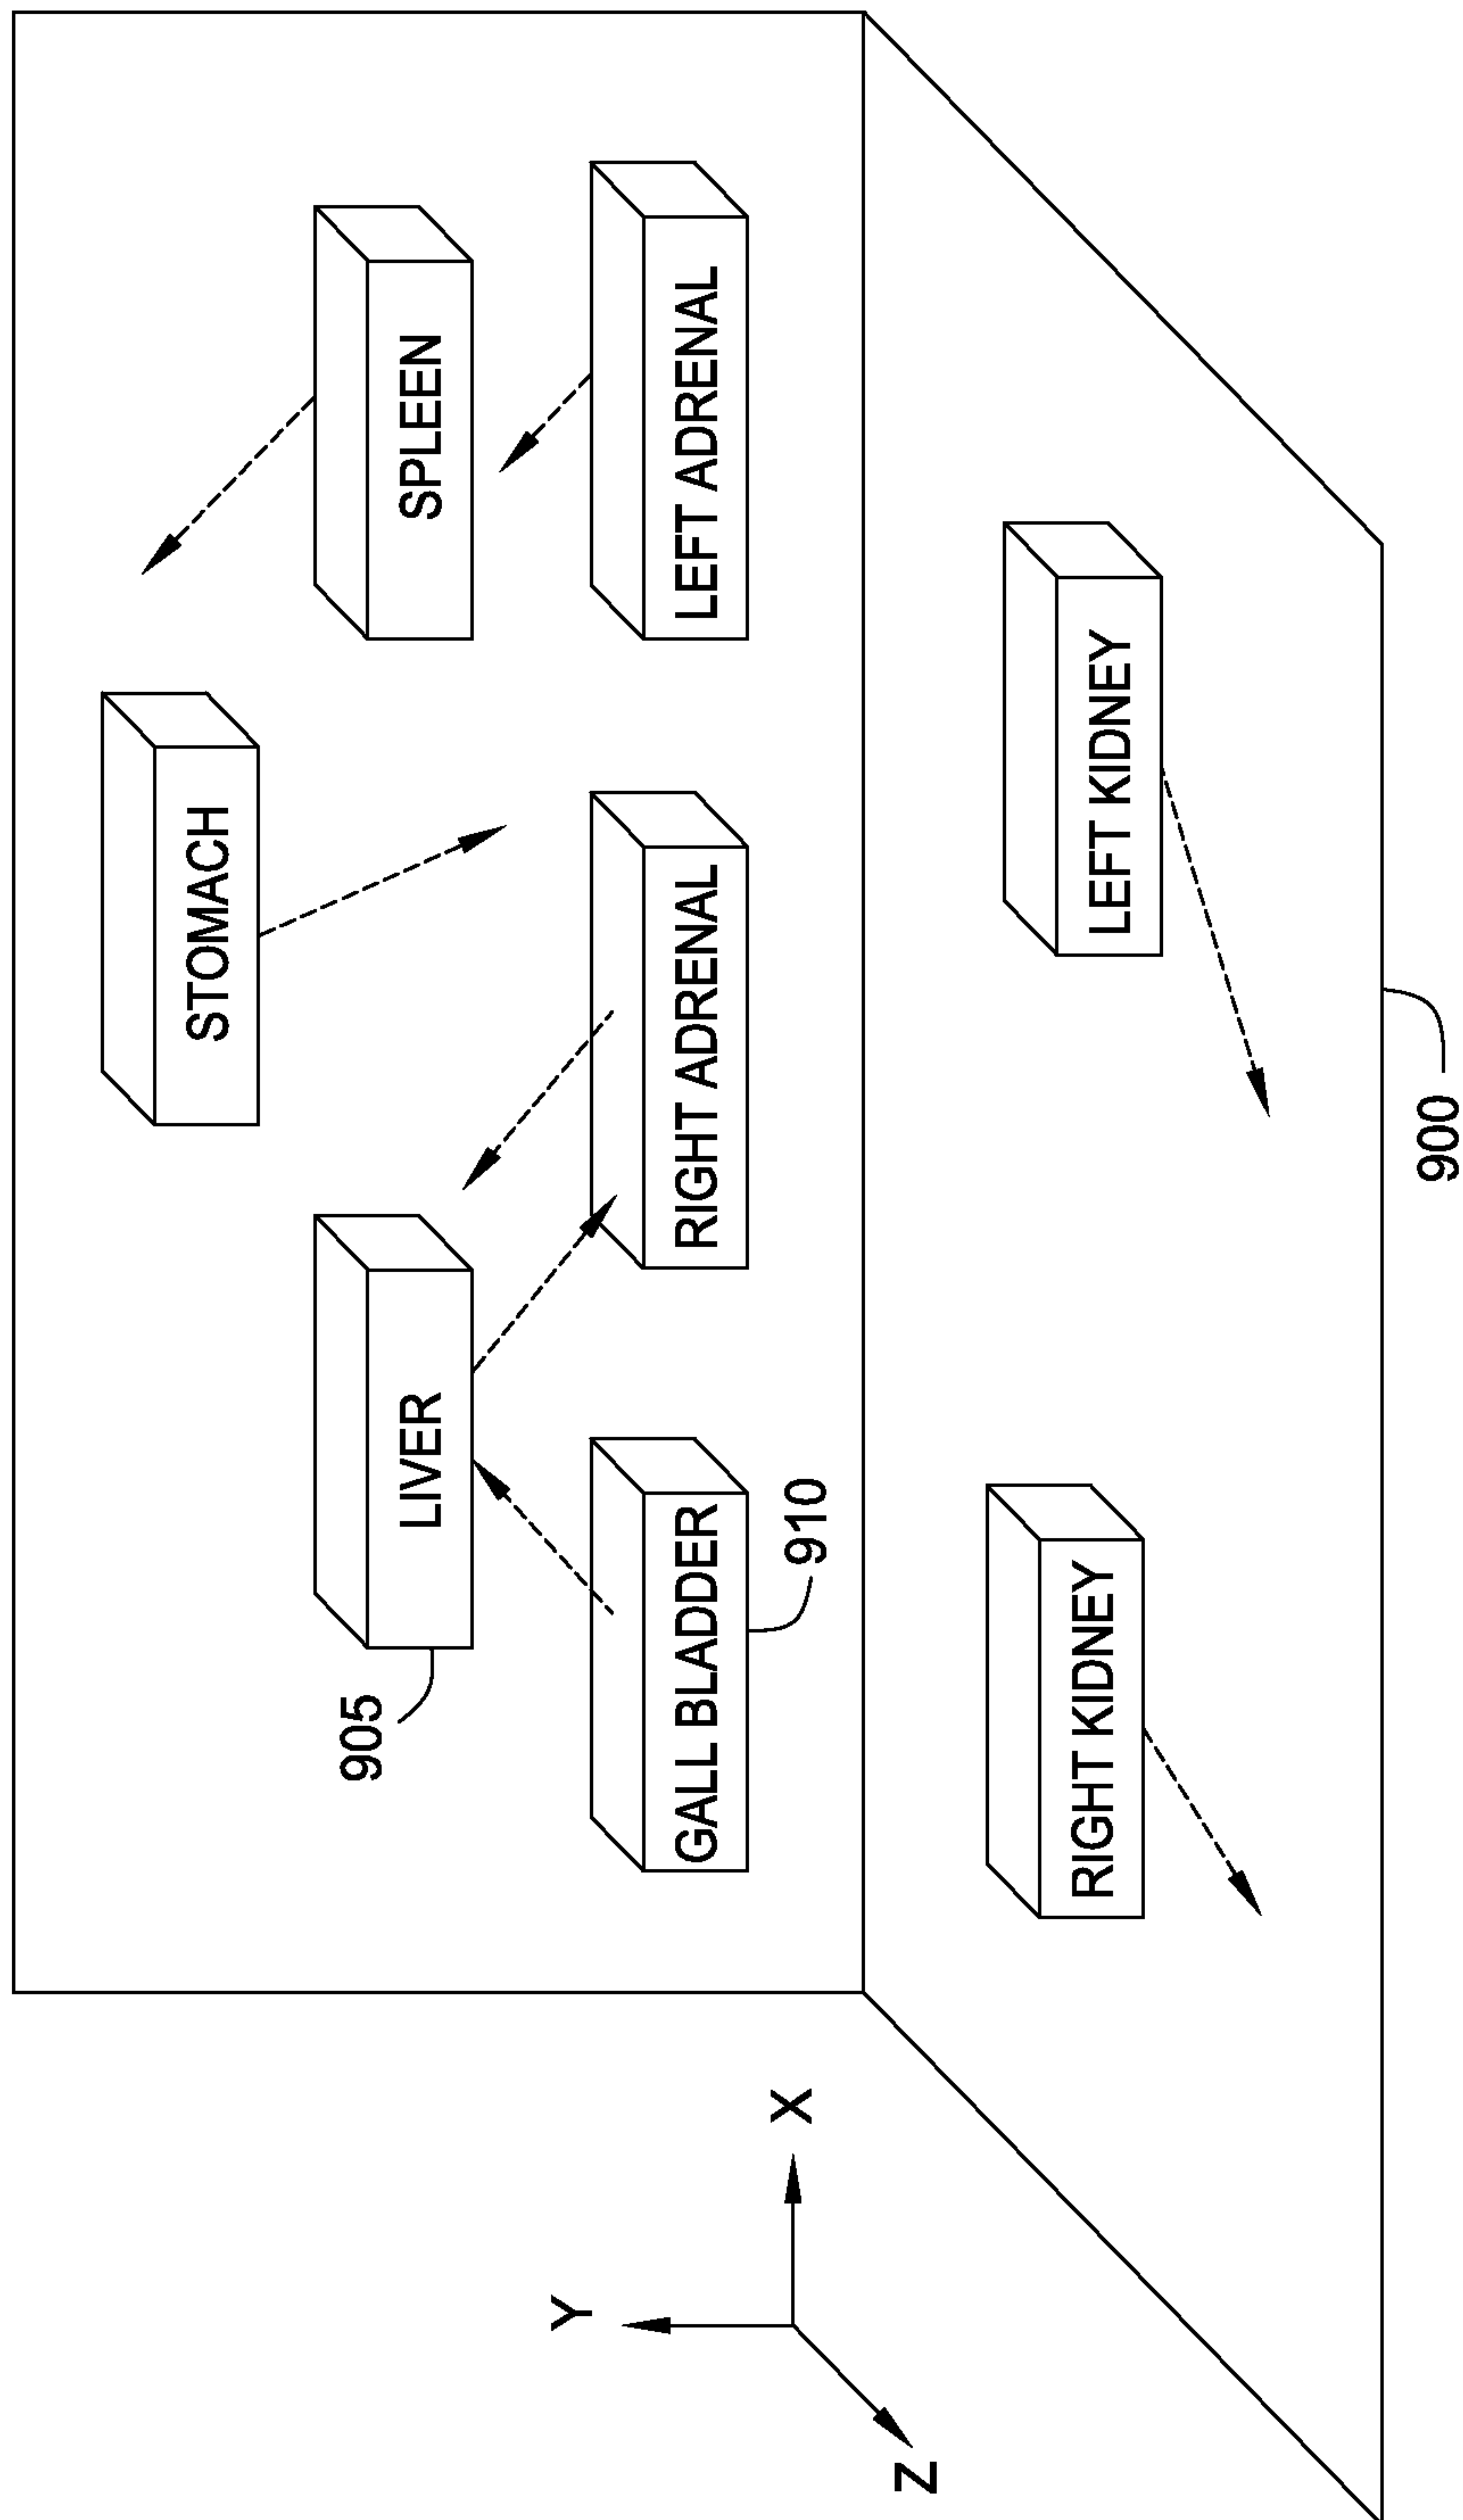 STOMACH
LIVER
SPLEEN
905
GALL BLADDER
RIGHT ADRENAL
LEFT ADRENAL
910
Y
X
Z
RIGHT KIDNEY
LEFT KIDNEY
900